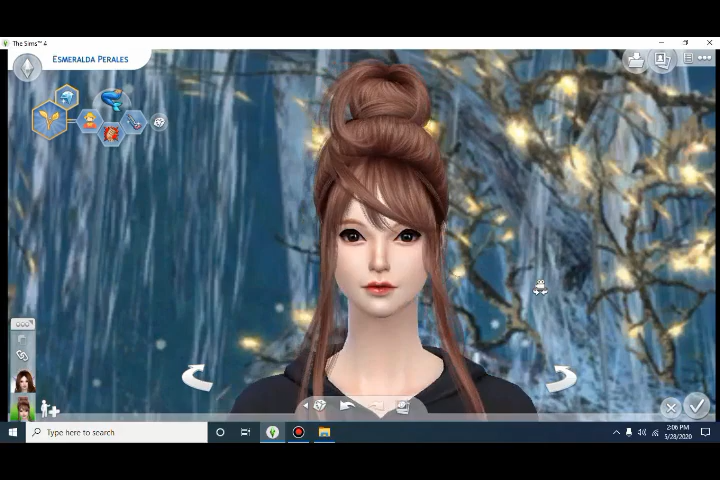 The Sims™ 4
ESMERALDA PERALES
Type here to search
2:06 PM
5/28/2020